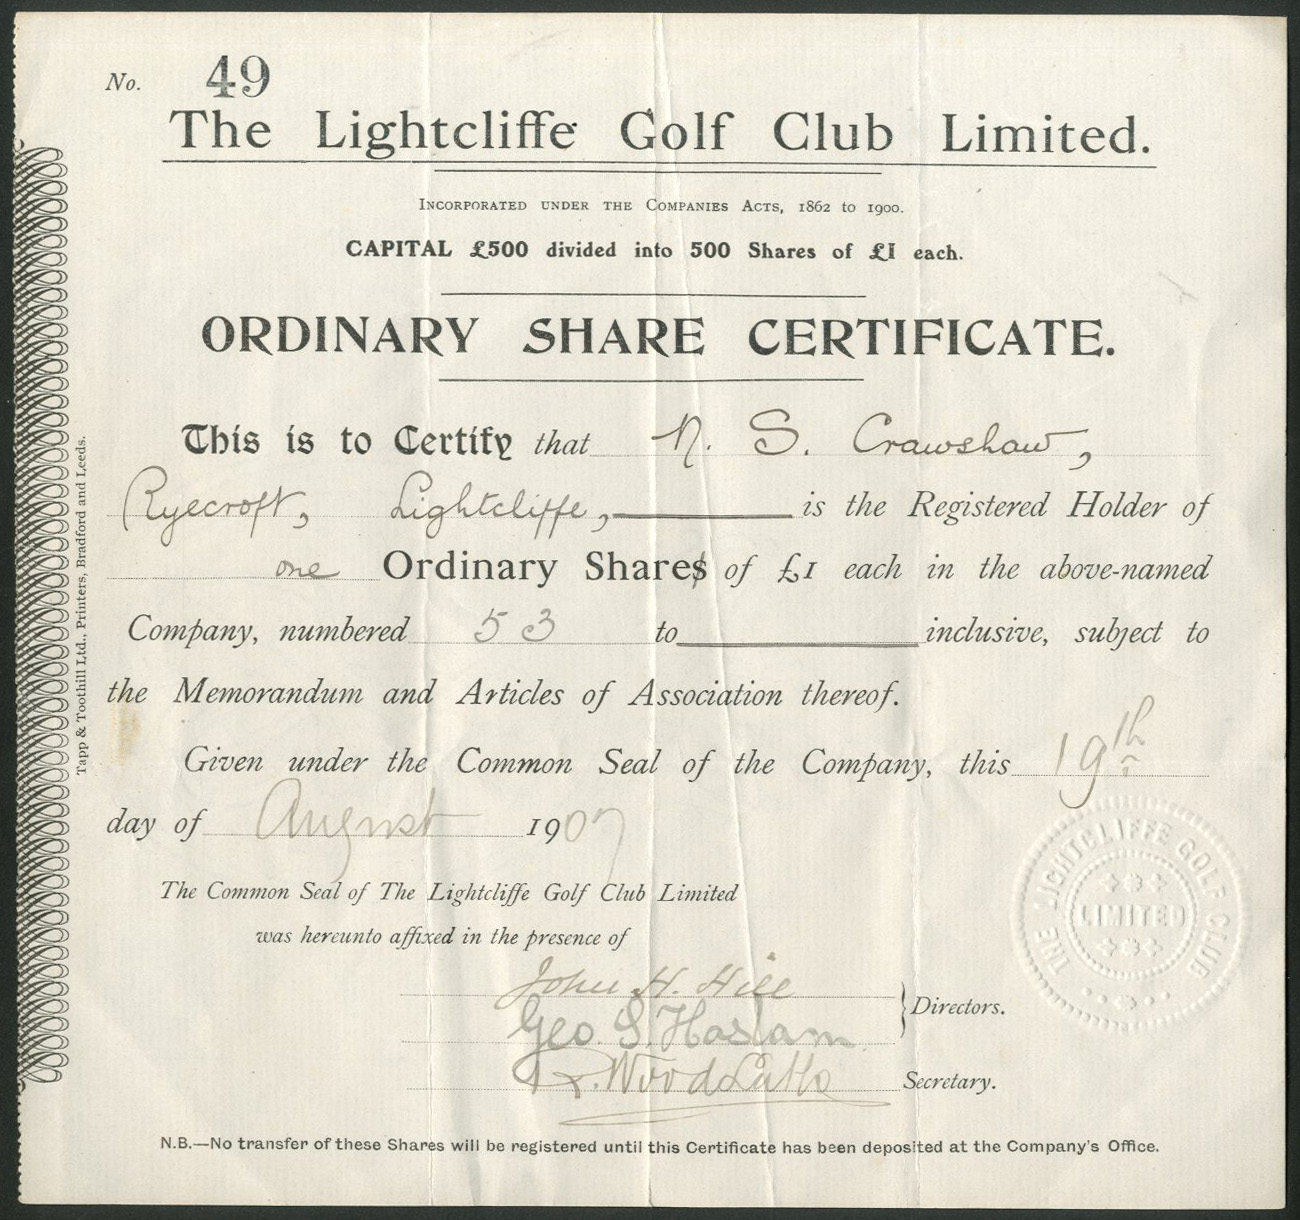 No. 49
The Lightcliffe Golf Club Limited.
Incorporated under the Companies Acts, 1862 to 1900.
CAPITAL £500 divided into 500 Shares of £1 each.
ORDINARY SHARE CERTIFICATE.
This is to Certify that N. S. Crawshaw,
Ryecroft, Lightcliffe, is the Registered Holder of
one Ordinary Shares of £1 each in the above-named
Company, numbered 53 to inclusive, subject to
the Memorandum and Articles of Association thereof.
Given under the Common Seal of the Company, this 19th
day of August 1907
The Common Seal of The Lightcliffe Golf Club Limited
was hereunto affixed in the presence of
John H. Hill
Geo. S. Haslam
Directors.
R. Wood Secretary.
N.B.—No transfer of these Shares will be registered until this Certificate has been deposited at the Company's Office.
Tapp & Toothill Ltd., Printers, Bradford and Leeds.
THE LIGHTCLIFFE GOLF CLUB
LIMITED